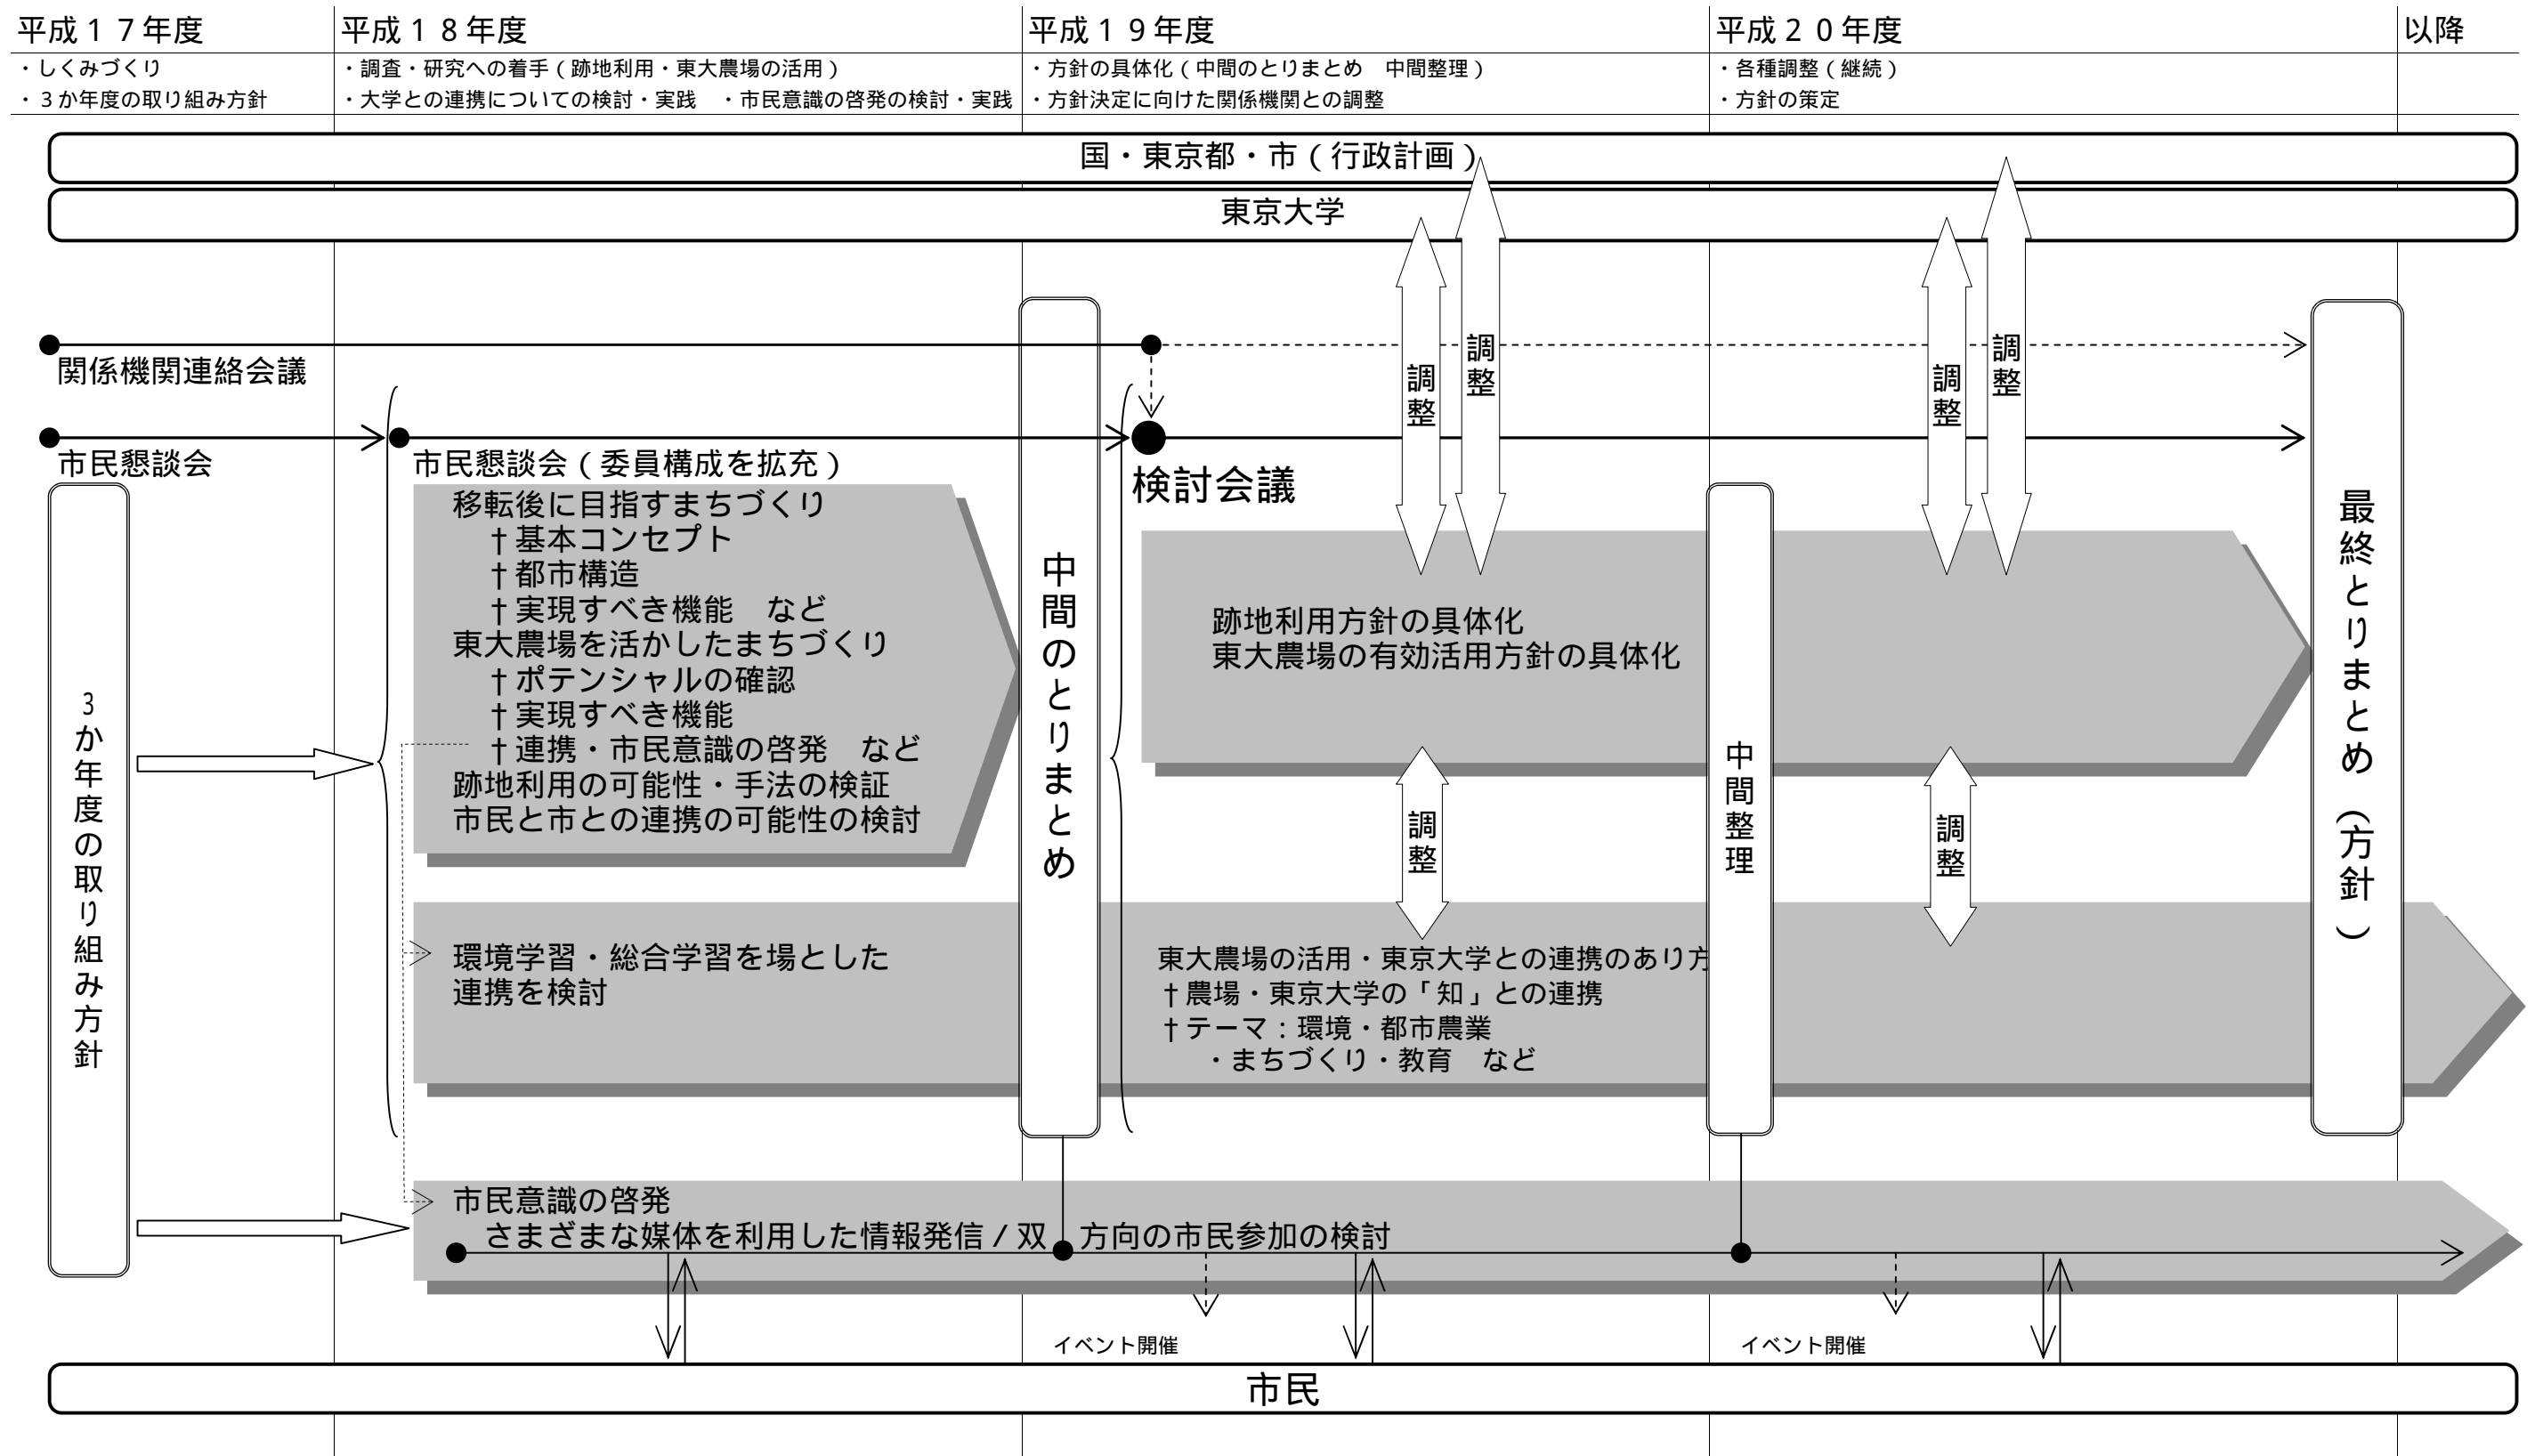 平成１７年度
平成１８年度
平成１９年度
平成２０年度
以降
・しくみづくり
・３か年度の取り組み方針
・調査・研究への着手（跡地利用・東大農場の活用）
・大学との連携についての検討・実践　・市民意識の啓発の検討・実践
・方針の具体化（中間のとりまとめ　中間整理）
・方針決定に向けた関係機関との調整
・各種調整（継続）
・方針の策定
国・東京都・市（行政計画）
東京大学
関係機関連絡会議
市民懇談会
市民懇談会（委員構成を拡充）
検討会議
３か年度の取り組み方針
移転後に目指すまちづくり
†基本コンセプト
†都市構造
†実現すべき機能　など
東大農場を活かしたまちづくり
†ポテンシャルの確認
†実現すべき機能
†連携・市民意識の啓発　など
跡地利用の可能性・手法の検証
市民と市との連携の可能性の検討
中間のとりまとめ
調整
調整
調整
調整
跡地利用方針の具体化
東大農場の有効活用方針の具体化
中間整理
最終とりまとめ（方針）
調整
調整
環境学習・総合学習を場とした
連携を検討
東大農場の活用・東京大学との連携のあり方
†農場・東京大学の「知」との連携
†テーマ：環境・都市農業
・まちづくり・教育　など
市民意識の啓発
さまざまな媒体を利用した情報発信／双方向の市民参加の検討
イベント開催
イベント開催
市民